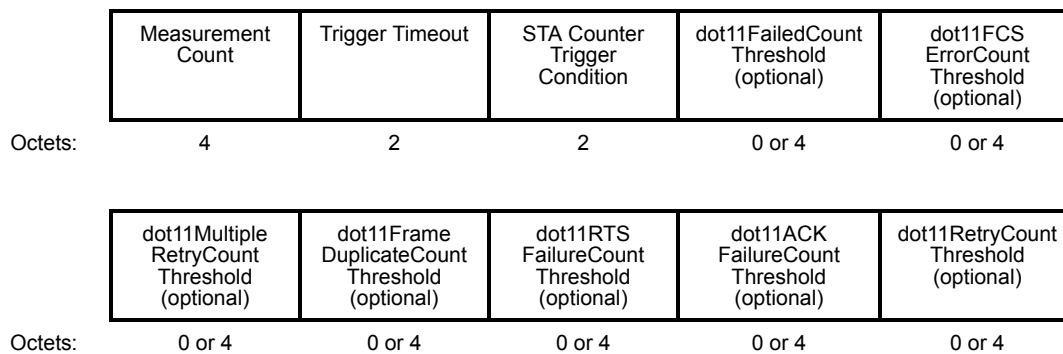 Measurement
Count
Trigger Timeout
STA Counter
Trigger
Condition
dot11FailedCount
Threshold
(optional)
dot11FCS
ErrorCount
Threshold
(optional)
Octets:
4
2
2
0 or 4
0 or 4
dot11Multiple
RetryCount
Threshold
(optional)
dot11Frame
DuplicateCount
Threshold
(optional)
dot11RTS
FailureCount
Threshold
(optional)
dot11ACK
FailureCount
Threshold
(optional)
dot11RetryCount
Threshold
(optional)
Octets:
0 or 4
0 or 4
0 or 4
0 or 4
0 or 4